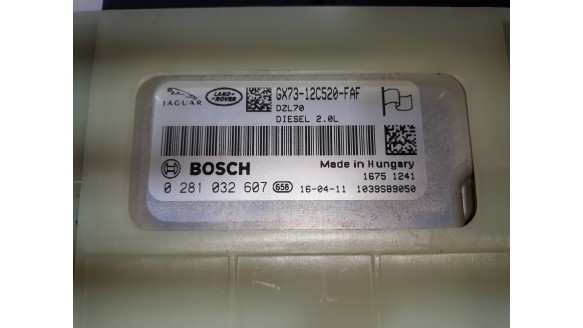 JAGUAR
LAND-ROVER
GX73-12C520-FAF
DZL70
DIESEL 2.0L
BOSCH
Made in Hungary
1675 1241
0 281 032 607 658 16-04-11 1039S89050